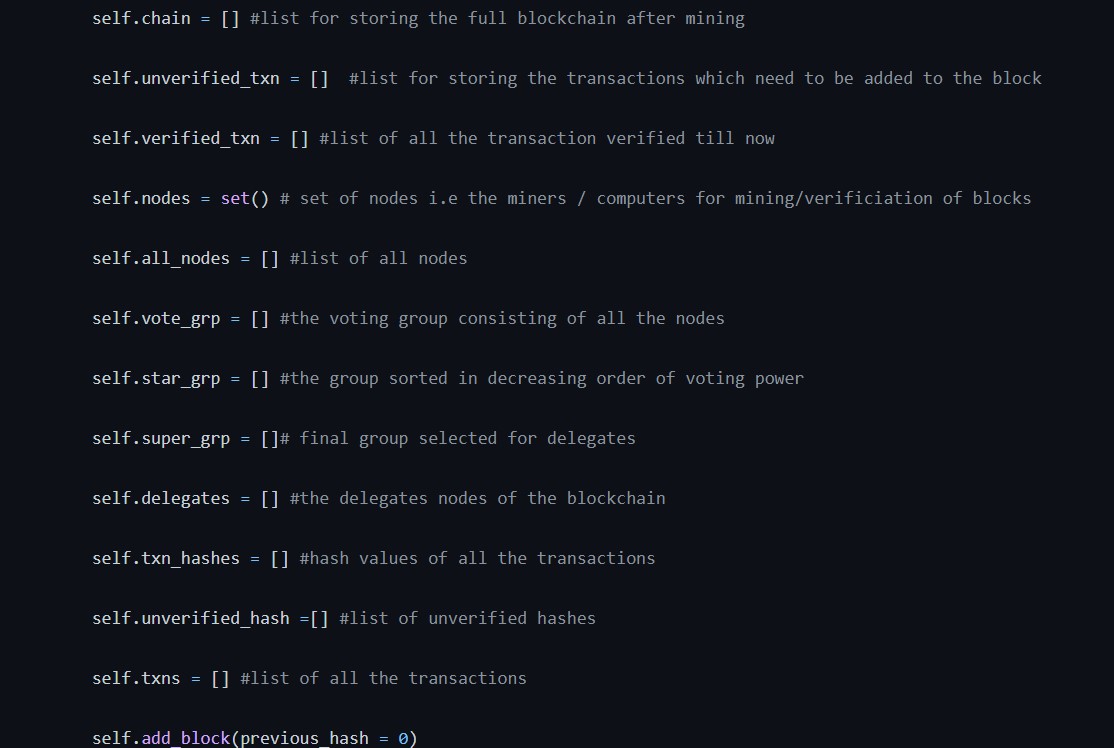 self.chain = [] #list for storing the full blockchain after mining
self.unverified_txn = []  #list for storing the transactions which need to be added to the block
self.verified_txn = [] #list of all the transaction verified till now
self.nodes = set() # set of nodes i.e the miners / computers for mining/verificiation of blocks
self.all_nodes = [] #list of all nodes
self.vote_grp = [] #the voting group consisting of all the nodes
self.star_grp = [] #the group sorted in decreasing order of voting power
self.super_grp = []# final group selected for delegates
self.delegates = [] #the delegates nodes of the blockchain
self.txn_hashes = [] #hash values of all the transactions
self.unverified_hash =[] #list of unverified hashes
self.txns = [] #list of all the transactions
self.add_block(previous_hash = 0)